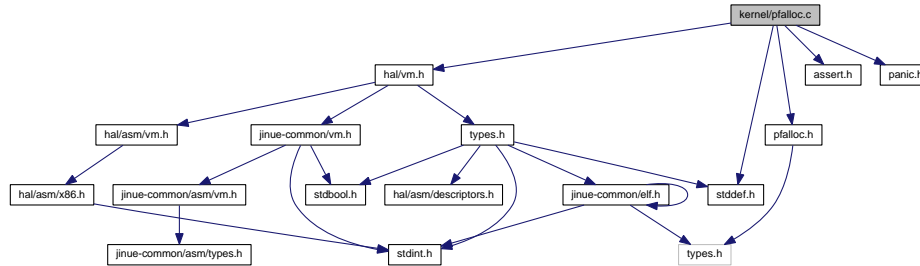 kernel/pfalloc.c
hal/vm.h
assert.h
panic.h
hal/asm/vm.h
jinue-common/vm.h
types.h
pfalloc.h
hal/asm/x86.h
jinue-common/asm/vm.h
stdbool.h
hal/asm/descriptors.h
jinue-common/elf.h
stddef.h
jinue-common/asm/types.h
stdint.h
types.h